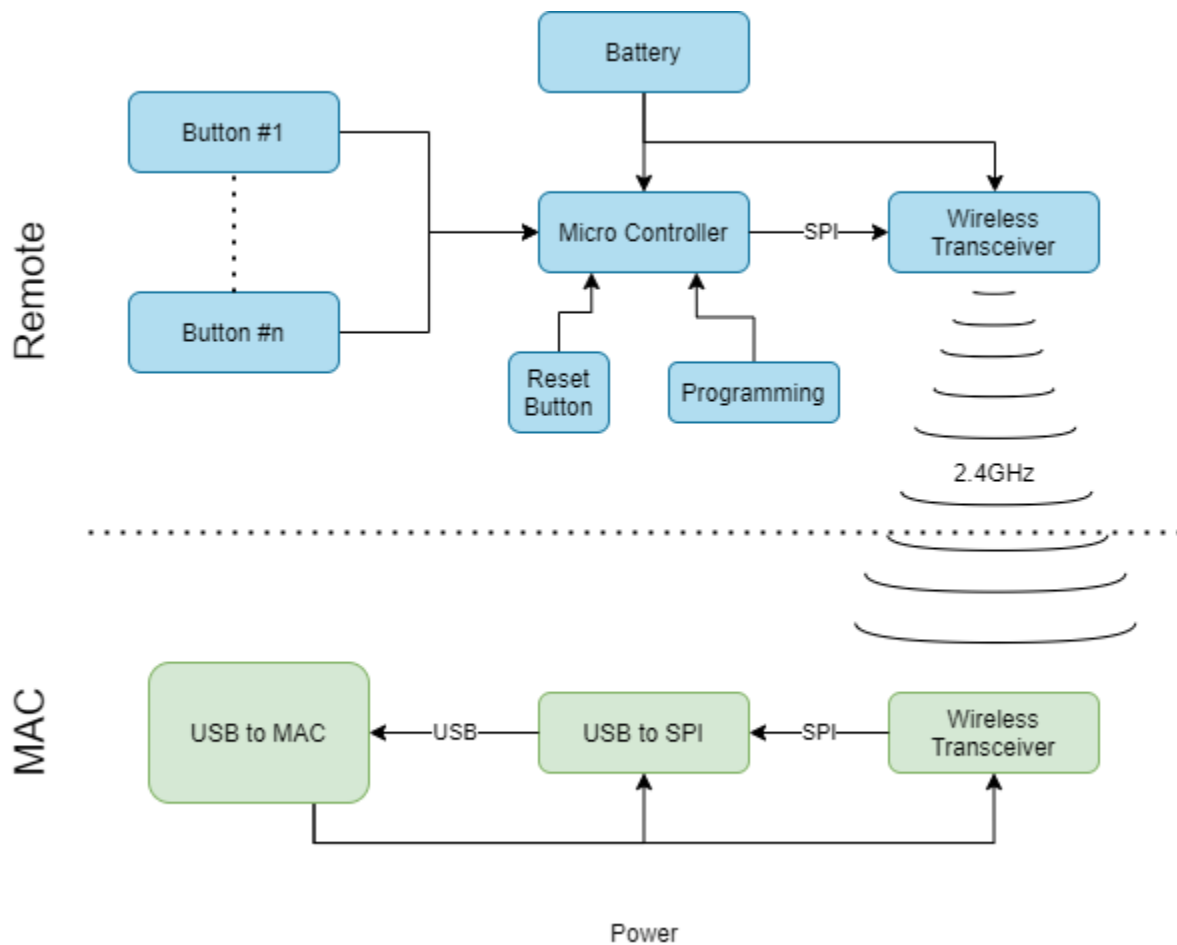 Remote
Battery
Button #1
Micro Controller
SPI
Wireless
Transceiver
Button #n
Reset
Button
Programming
2.4GHz
MAC
USB to MAC
USB
USB to SPI
SPI
Wireless
Transceiver
Power